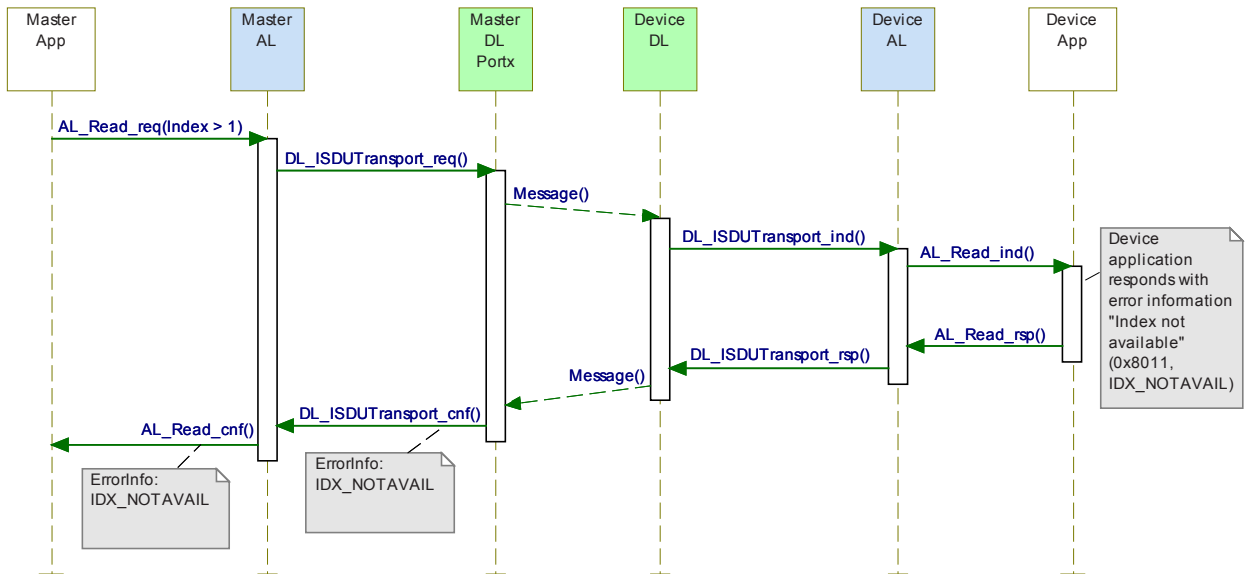 Master
App
Master
AL
Master
DL
Portx
Device
DL
Device
AL
Device
App
AL_Read_req(Index > 1)
DL_ISDUTransport_req()
Message()
DL_ISDUTransport_ind()
AL_Read_ind()
Device
application
responds with
error information
"Index not
available"
(0x8011,
IDX_NOTAVAIL)
AL_Read_rsp()
DL_ISDUTransport_rsp()
Message()
DL_ISDUTransport_cnf()
AL_Read_cnf()
ErrorInfo:
IDX_NOTAVAIL
ErrorInfo:
IDX_NOTAVAIL